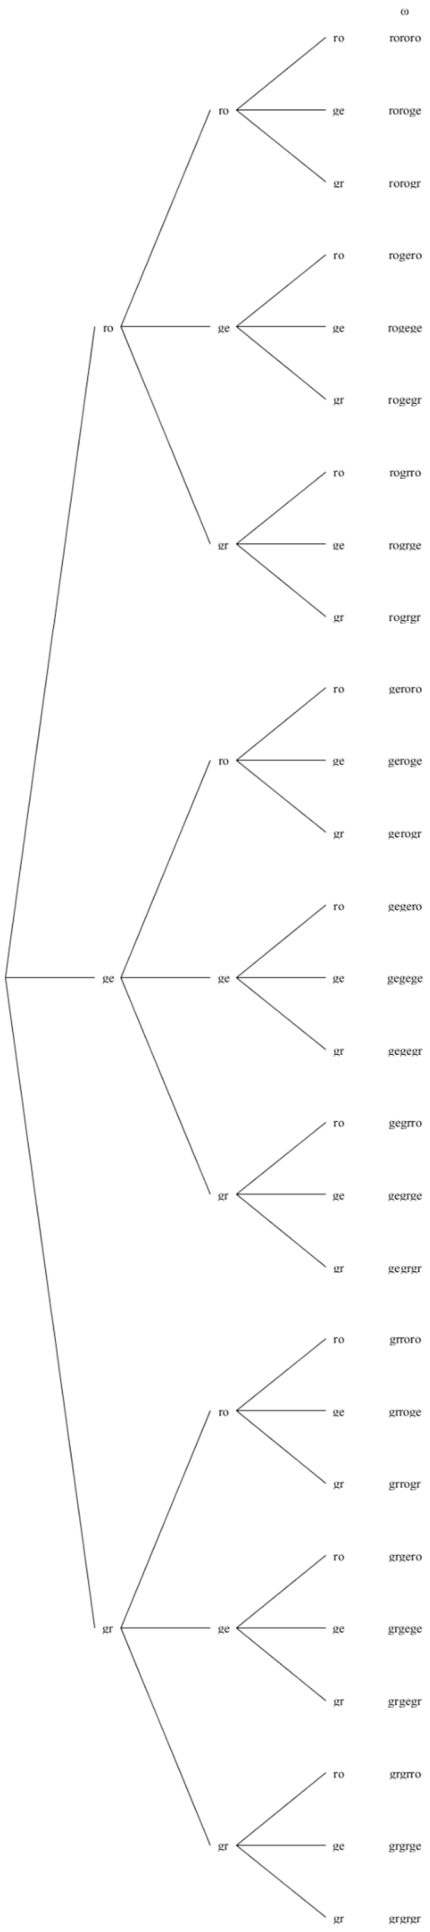 ω
ro rororo
ro ge roroge
gr rorogr
ro rogero
ro ge ge rogege
gr rogegr
ro rogrro
gr ge rogrge
gr rogrgr
ro geroro
ro ge geroge
gr gerogr
ro gegero
ge ge ge gegege
gr gegegr
ro gegrro
gr ge gegrge
gr gegrgr
ro grroro
ro ge grroge
gr grrogr
ro grgero
gr ge ge grgege
gr grgegr
ro grgrro
gr ge grgrge
gr grgrgr